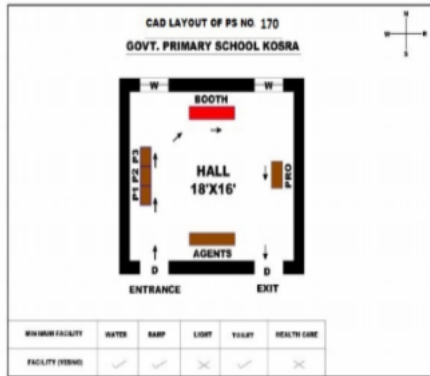 CAD LAYOUT OF PS NO. 170
GOVT. PRIMARY SCHOOL KOSRA
N
W E
S
W W
BOOTH
P1 P2 P3
HALL
18'X16'
PRO
AGENTS
D D
ENTRANCE EXIT
MINIMUM FACILITY WATER RAMP LIGHT TOILET HEALTH CARE
FACILITY (YES/NO)